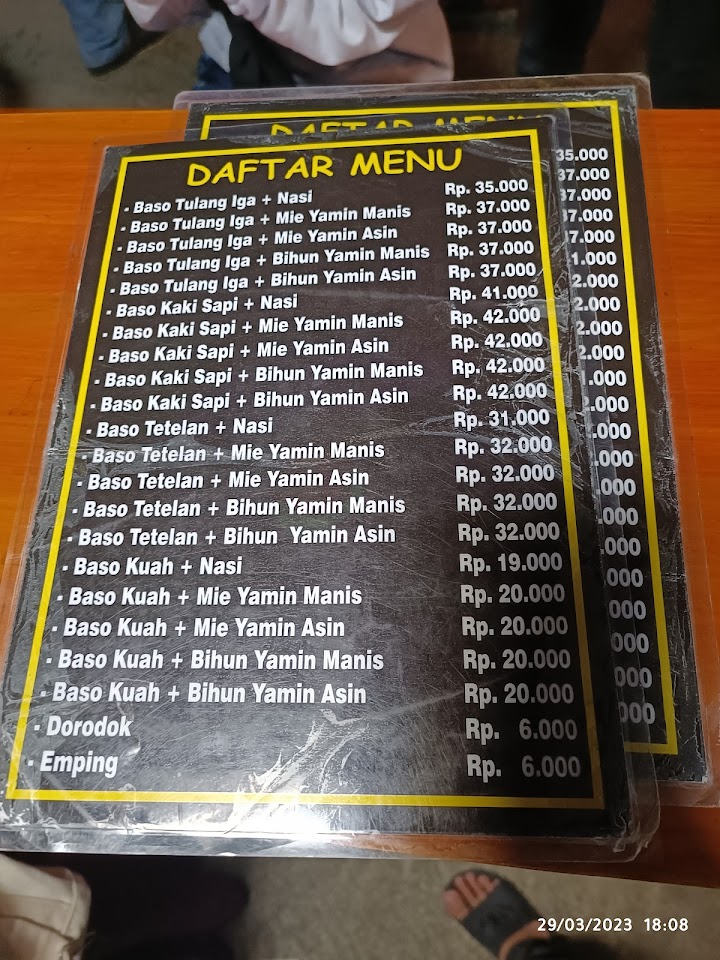 DAFTAR MENU
- Baso Tulang Iga + Nasi Rp. 35.000
- Baso Tulang Iga + Mie Yamin Manis Rp. 37.000
- Baso Tulang Iga + Mie Yamin Asin Rp. 37.000
- Baso Tulang Iga + Bihun Yamin Manis Rp. 37.000
- Baso Tulang Iga + Bihun Yamin Asin Rp. 37.000
- Baso Kaki Sapi + Nasi Rp. 41.000
- Baso Kaki Sapi + Mie Yamin Manis Rp. 42.000
- Baso Kaki Sapi + Mie Yamin Asin Rp. 42.000
- Baso Kaki Sapi + Bihun Yamin Manis Rp. 42.000
- Baso Kaki Sapi + Bihun Yamin Asin Rp. 42.000
- Baso Tetelan + Nasi Rp. 31.000
- Baso Tetelan + Mie Yamin Manis Rp. 32.000
- Baso Tetelan + Mie Yamin Asin Rp. 32.000
- Baso Tetelan + Bihun Yamin Manis Rp. 32.000
- Baso Tetelan + Bihun Yamin Asin Rp. 32.000
- Baso Kuah + Nasi Rp. 19.000
- Baso Kuah + Mie Yamin Manis Rp. 20.000
- Baso Kuah + Mie Yamin Asin Rp. 20.000
- Baso Kuah + Bihun Yamin Manis Rp. 20.000
- Baso Kuah + Bihun Yamin Asin Rp. 20.000
- Dorodok Rp. 6.000
- Emping Rp. 6.000
29/03/2023 18:08